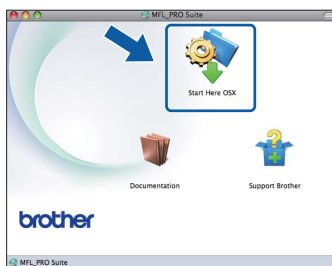 MFL_PRO Suite
Start Here OSX
Documentation
Support Brother
brother
MFL_PRO Suite